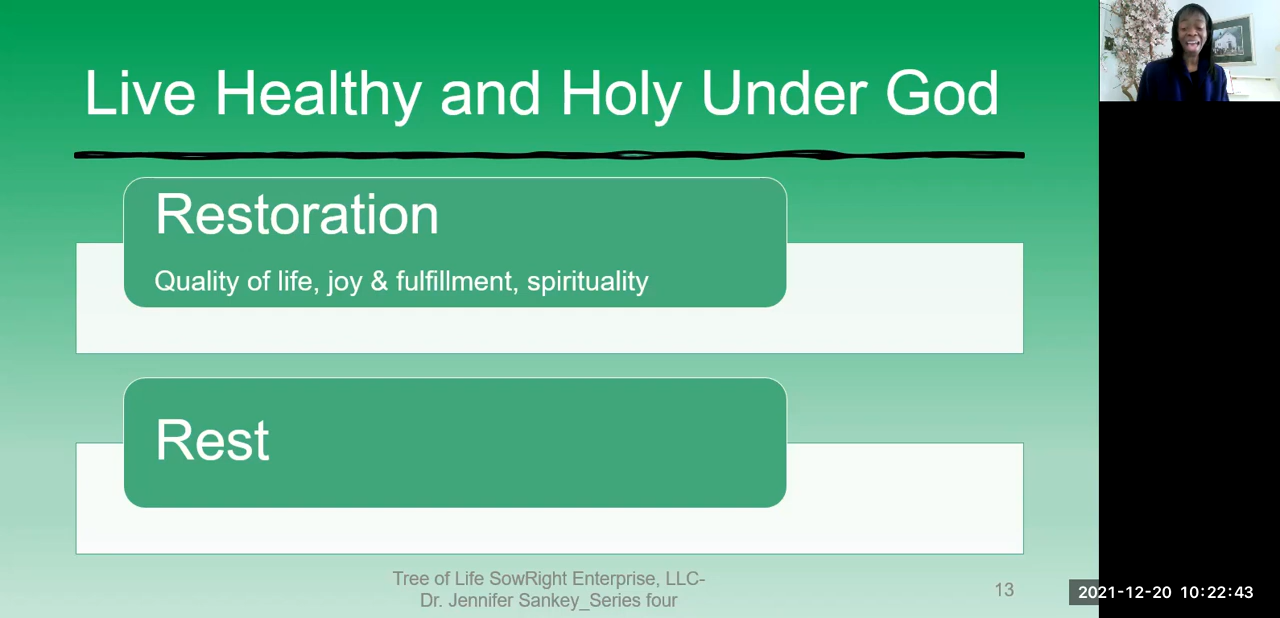 Live Healthy and Holy Under God
Restoration
Quality of life, joy & fulfillment, spirituality
Rest
Tree of Life SowRight Enterprise, LLC-
Dr. Jennifer Sankey_Series four
13
2021-12-20 10:22:43